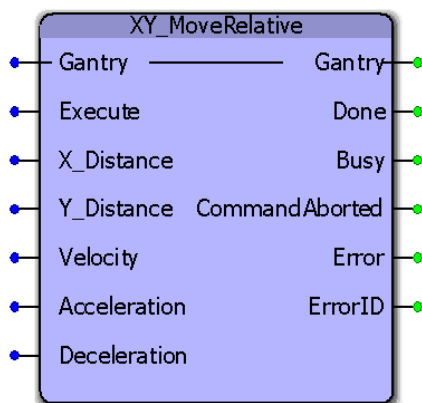 XY_MoveRelative
Gantry Gantry
Execute Done
X_Distance Busy
Y_Distance CommandAborted
Velocity Error
Acceleration ErrorID
Deceleration